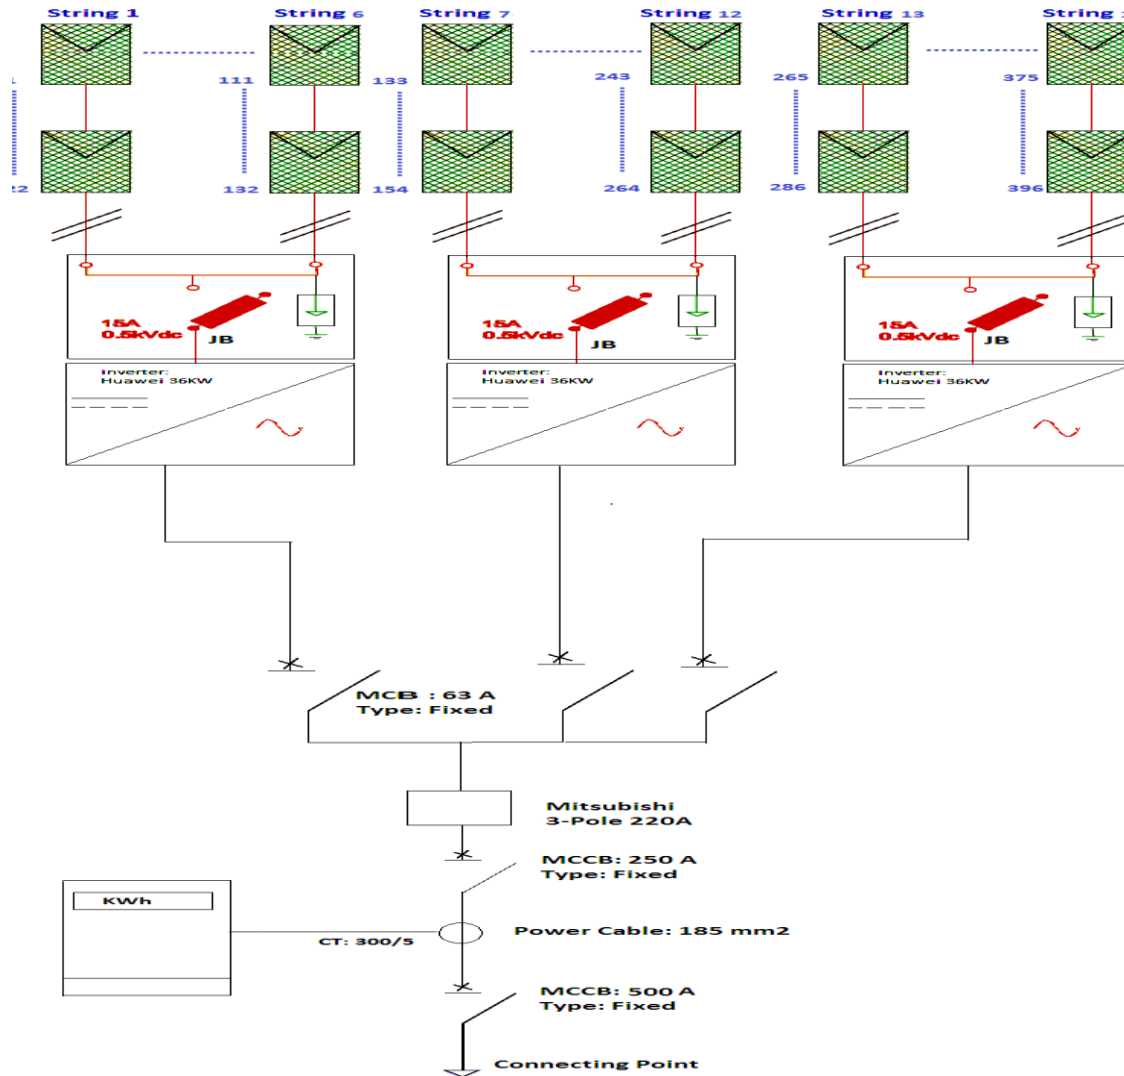 String 1
String 6
String 7
String 12
String 13
String
111
133
243
265
375
132
154
264
286
396
15A
0.5kVdc
JB
15A
0.5kVdc
JB
15A
0.5kVdc
JB
Inverter:
Huawei 36KW
Inverter:
Huawei 36KW
Inverter:
Huawei 36KW
MCB : 63 A
Type: Fixed
Mitsubishi
3-Pole 220A
MCCB: 250 A
Type: Fixed
KWh
CT: 300/5
Power Cable: 185 mm2
MCCB: 500 A
Type: Fixed
Connecting Point